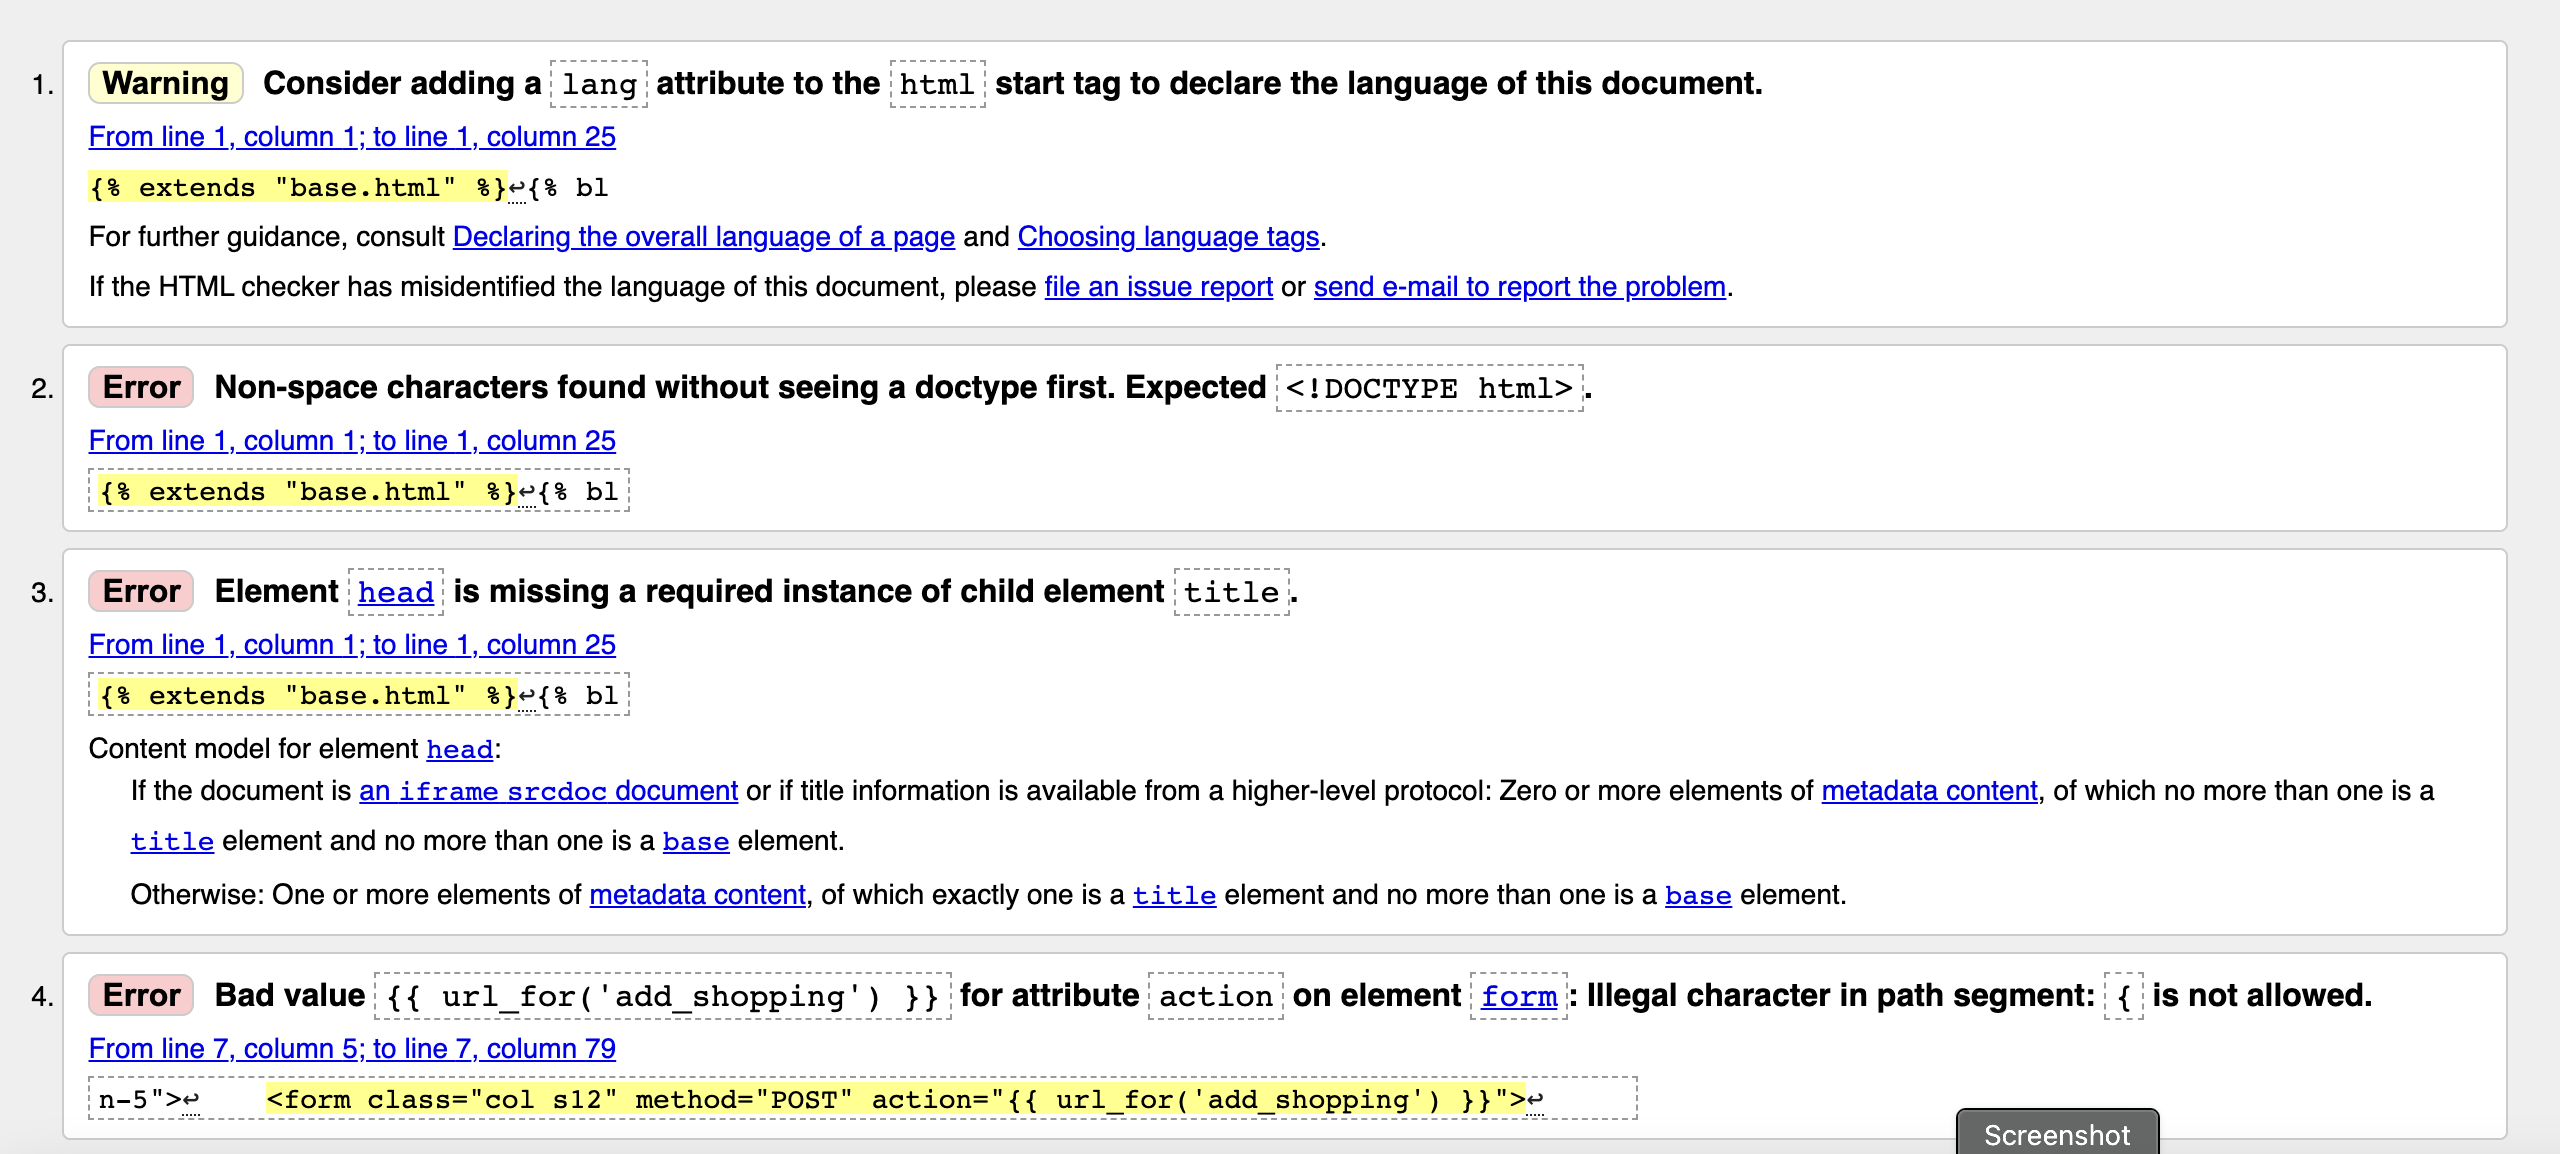 1. Warning Consider adding a lang attribute to the html start tag to declare the language of this document.
From line 1, column 1; to line 1, column 25
{% extends "base.html" %}↩{% bl
For further guidance, consult Declaring the overall language of a page and Choosing language tags.
If the HTML checker has misidentified the language of this document, please file an issue report or send e-mail to report the problem.
2. Error Non-space characters found without seeing a doctype first. Expected <!DOCTYPE html>.
From line 1, column 1; to line 1, column 25
{% extends "base.html" %}↩{% bl
3. Error Element head is missing a required instance of child element title.
From line 1, column 1; to line 1, column 25
{% extends "base.html" %}↩{% bl
Content model for element head:
If the document is an iframe srcdoc document or if title information is available from a higher-level protocol: Zero or more elements of metadata content, of which no more than one is a
title element and no more than one is a base element.
Otherwise: One or more elements of metadata content, of which exactly one is a title element and no more than one is a base element.
4. Error Bad value {{ url_for('add_shopping') }} for attribute action on element form: Illegal character in path segment: { is not allowed.
From line 7, column 5; to line 7, column 79
n-5">↩    <form class="col s12" method="POST" action="{{ url_for('add_shopping') }}">↩
Screenshot